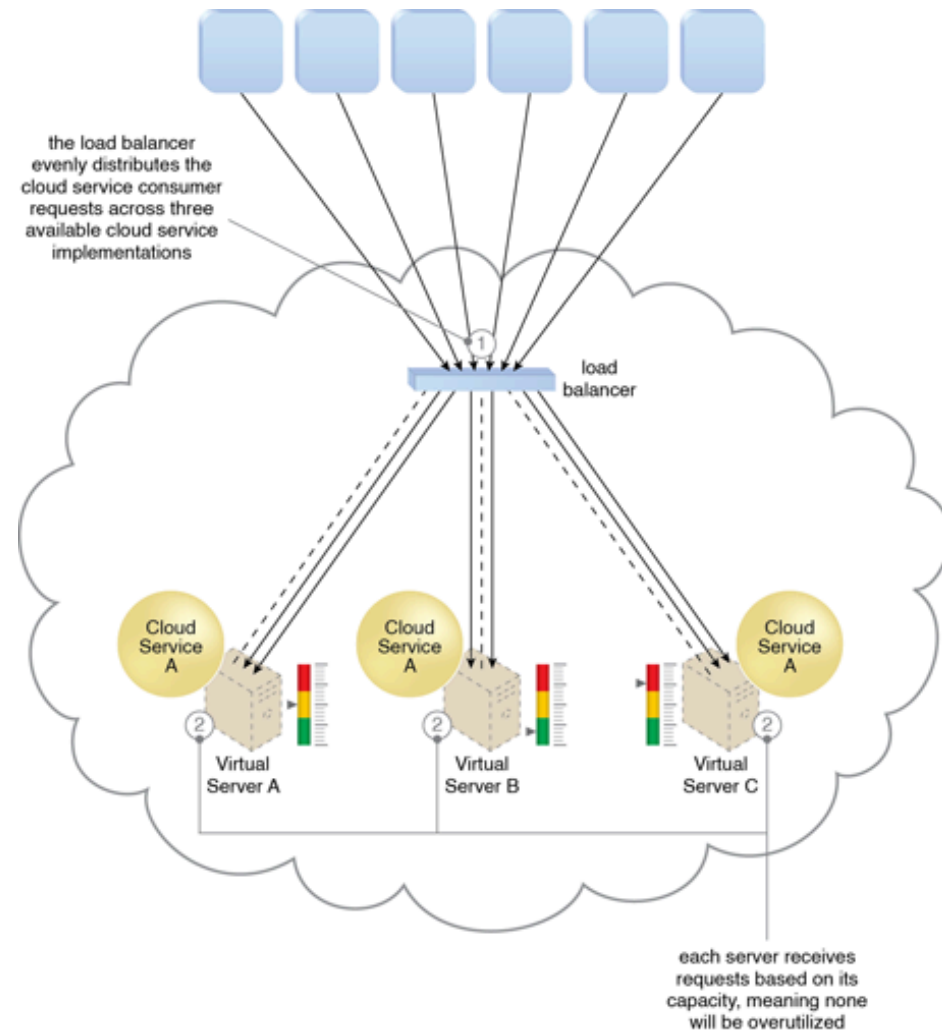 the load balancer
evenly distributes the
cloud service consumer
requests across three
available cloud service
implementations
1
load
balancer
Cloud
Service
A
Cloud
Service
A
Cloud
Service
A
2
2
2
Virtual
Server A
Virtual
Server B
Virtual
Server C
each server receives
requests based on its
capacity, meaning none
will be overutilized